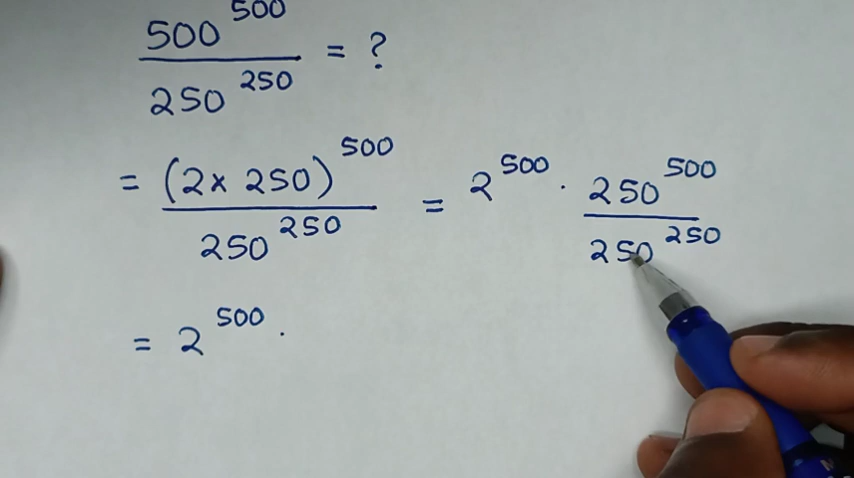 500^500 / 250^250 = ?
= (2 × 250)^500 / 250^250 = 2^500 · 250^500 / 250^250
= 2^500 ·